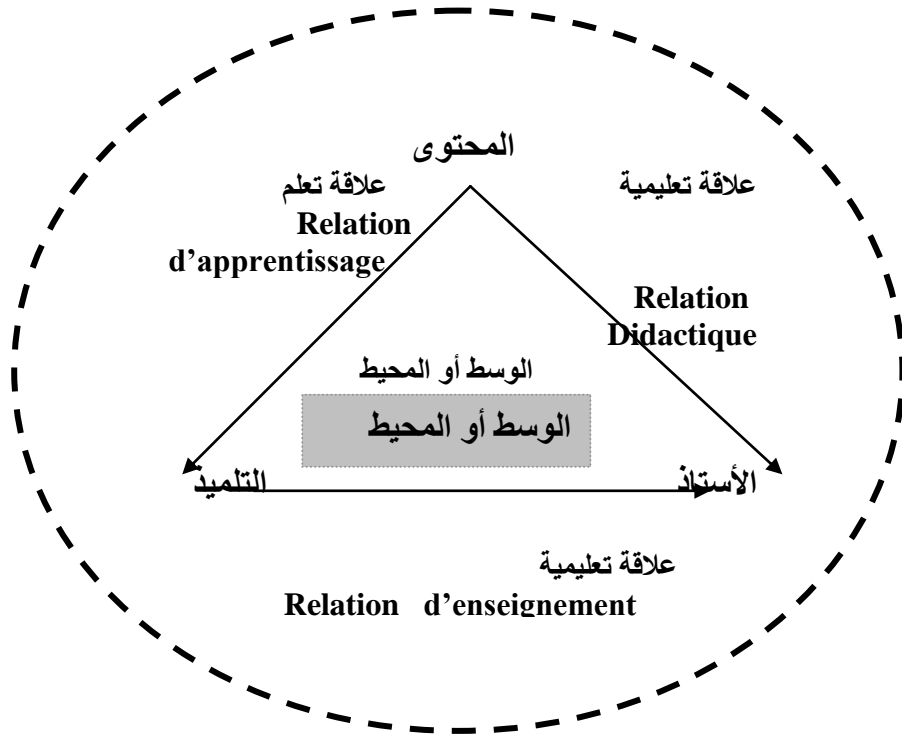 المحتوى
علاقة تعليمية
علاقة تعلم
Relation
d’apprentissage
Relation
Didactique
الوسط أو المحيط
الوسط أو المحيط
الأستاذ
التلميذ
علاقة تعليمية
Relation d’enseignement